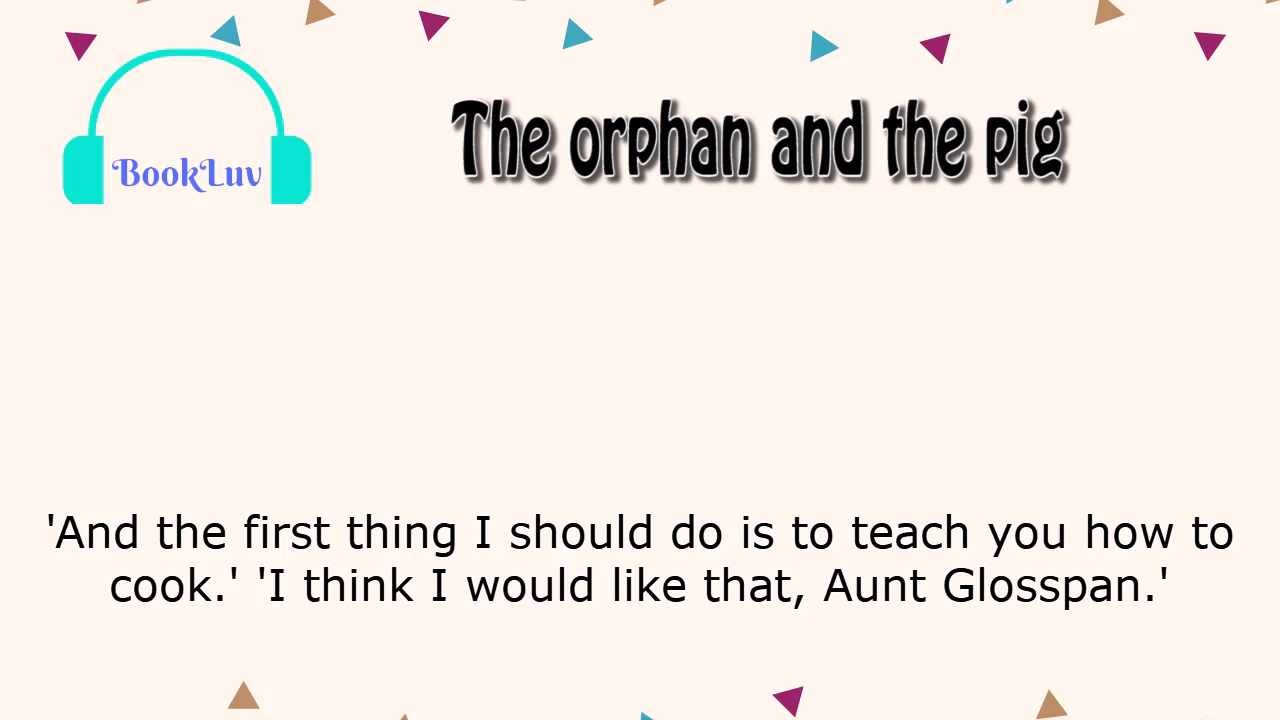 The orphan and the pig
BookLuv
'And the first thing I should do is to teach you how to
cook.' 'I think I would like that, Aunt Glosspan.'